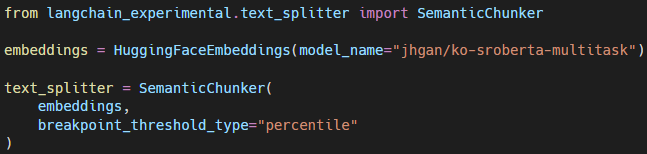 from langchain_experimental.text_splitter import SemanticChunker
embeddings = HuggingFaceEmbeddings(model_name="jhgan/ko-sroberta-multitask")
text_splitter = SemanticChunker(
    embeddings,
    breakpoint_threshold_type="percentile"
)